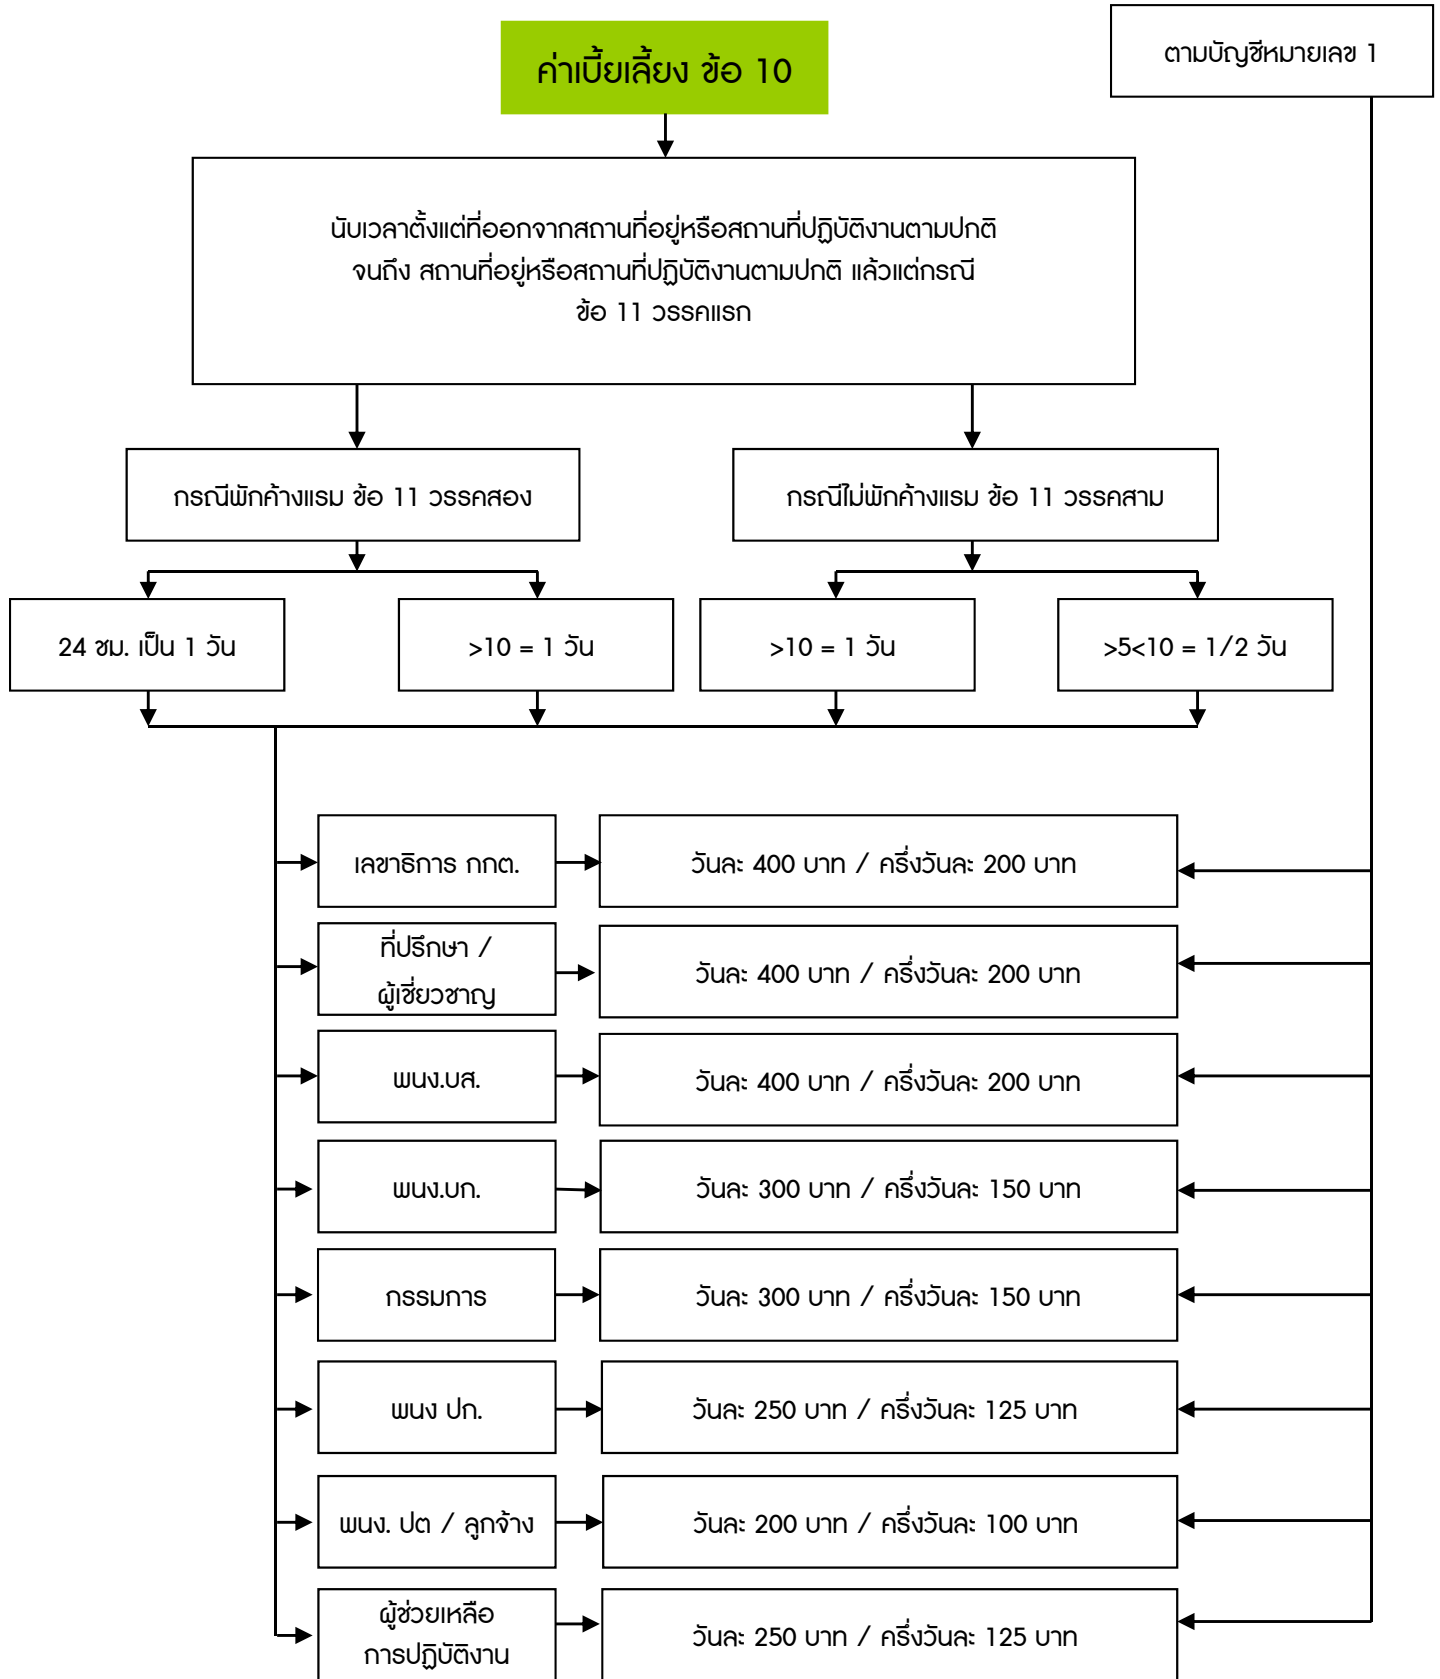 ค่าเบี้ยเลี้ยง ข้อ 10
ตามบัญชีหมายเลข 1
นับเวลาตั้งแต่ที่ออกจากสถานที่อยู่หรือสถานที่ปฏิบัติงานตามปกติ
จนถึง สถานที่อยู่หรือสถานที่ปฏิบัติงานตามปกติ แล้วแต่กรณี
ข้อ 11 วรรคแรก
กรณีพักค้างแรม ข้อ 11 วรรคสอง
กรณีไม่พักค้างแรม ข้อ 11 วรรคสาม
24 ชม. เป็น 1 วัน
>10 = 1 วัน
>10 = 1 วัน
>5<10 = 1/2 วัน
เลขาธิการ กกต.
วันละ 400 บาท / ครึ่งวันละ 200 บาท
ที่ปรึกษา /
ผู้เชี่ยวชาญ
วันละ 400 บาท / ครึ่งวันละ 200 บาท
พนง.บส.
วันละ 400 บาท / ครึ่งวันละ 200 บาท
พนง.บก.
วันละ 300 บาท / ครึ่งวันละ 150 บาท
กรรมการ
วันละ 300 บาท / ครึ่งวันละ 150 บาท
พนง ปก.
วันละ 250 บาท / ครึ่งวันละ 125 บาท
พนง. ปต / ลูกจ้าง
วันละ 200 บาท / ครึ่งวันละ 100 บาท
ผู้ช่วยเหลือ
การปฏิบัติงาน
วันละ 250 บาท / ครึ่งวันละ 125 บาท